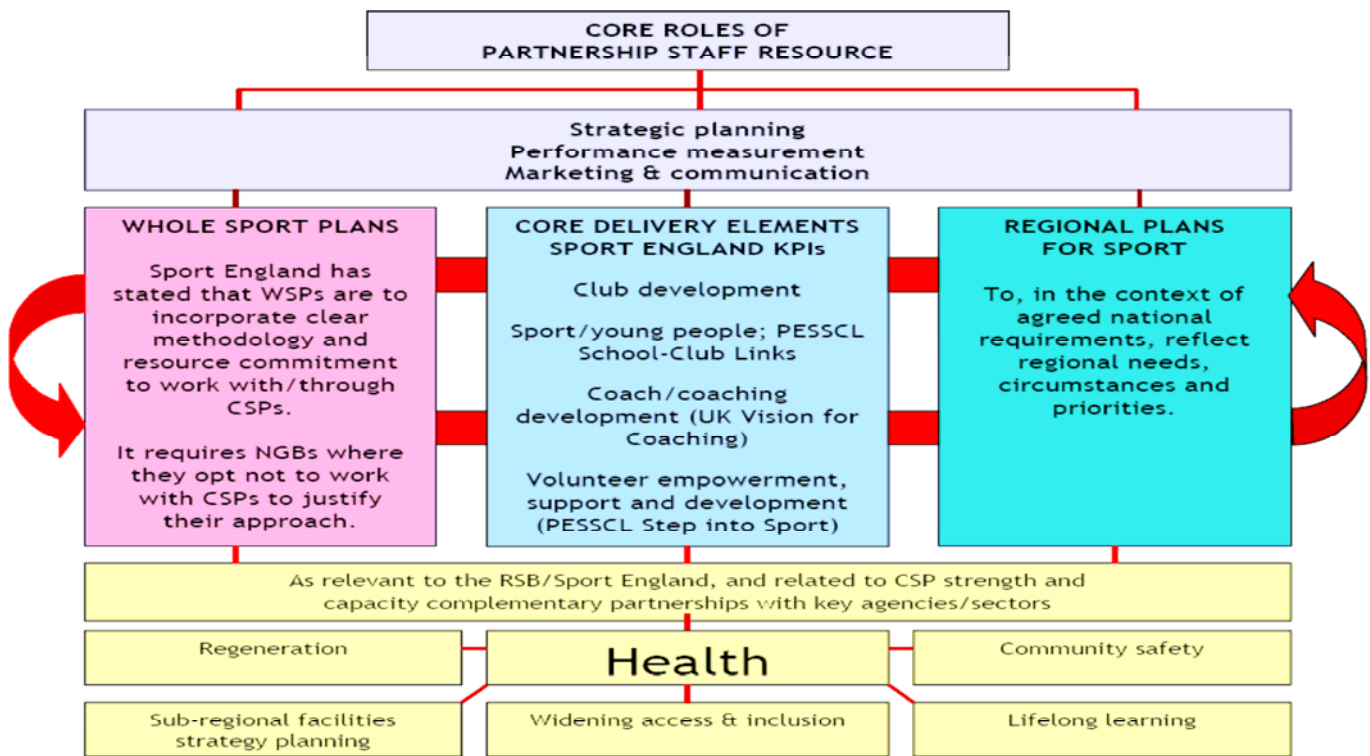 CORE ROLES OF
PARTNERSHIP STAFF RESOURCE
Strategic planning
Performance measurement
Marketing & communication
WHOLE SPORT PLANS
Sport England has
stated that WSPs are to
incorporate clear
methodology and
resource commitment
to work with/through
CSPs.
It requires NGBs where
they opt not to work
with CSPs to justify
their approach.
CORE DELIVERY ELEMENTS
SPORT ENGLAND KPIs
Club development
Sport/young people; PESSCL
School-Club Links
Coach/coaching
development (UK Vision for
Coaching)
Volunteer empowerment,
support and development
(PESSCL Step into Sport)
REGIONAL PLANS
FOR SPORT
To, in the context of
agreed national
requirements, reflect
regional needs,
circumstances and
priorities.
As relevant to the RSB/Sport England, and related to CSP strength and
capacity complementary partnerships with key agencies/sectors
Regeneration
Health
Community safety
Sub-regional facilities
strategy planning
Widening access & inclusion
Lifelong learning